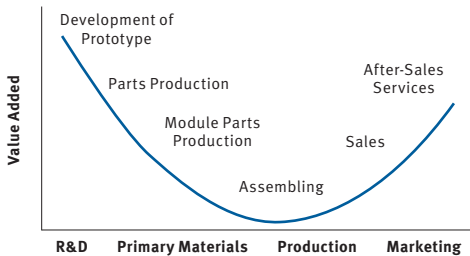 Development of
Prototype
Parts Production
Module Parts
Production
Assembling
Sales
After-Sales
Services
Value Added
R&D Primary Materials Production Marketing